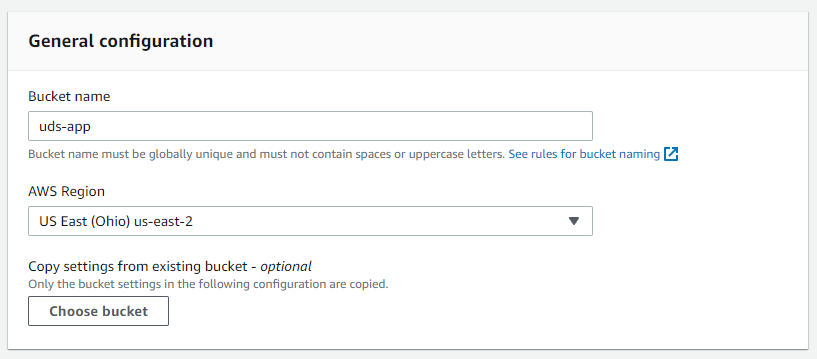 General configuration
Bucket name
uds-app
Bucket name must be globally unique and must not contain spaces or uppercase letters. See rules for bucket naming
AWS Region
US East (Ohio) us-east-2
Copy settings from existing bucket - optional
Only the bucket settings in the following configuration are copied.
Choose bucket